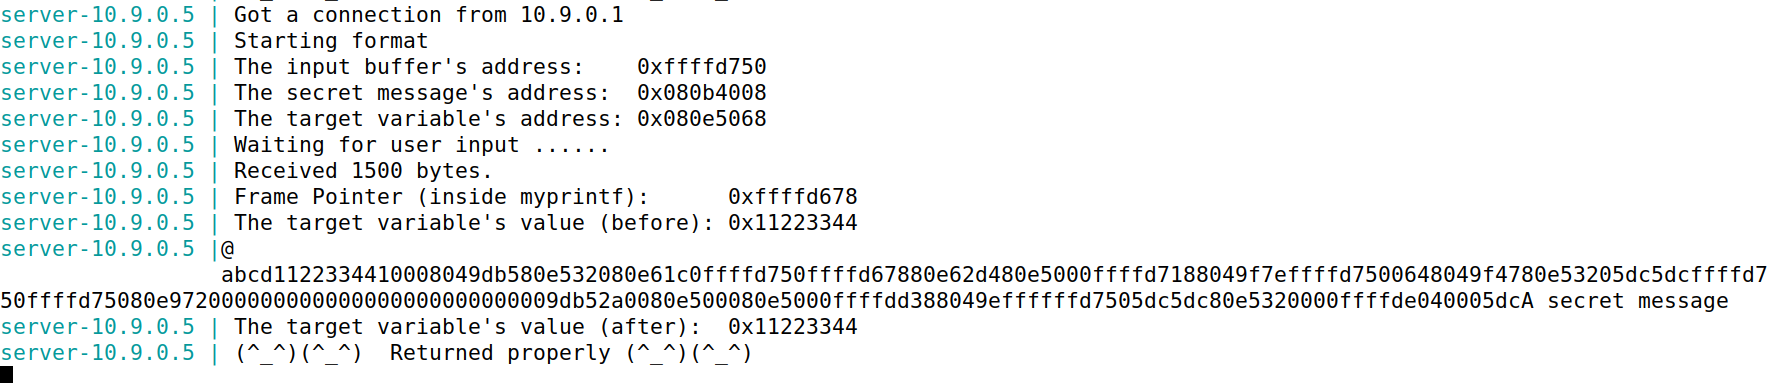 server-10.9.0.5 | Got a connection from 10.9.0.1
server-10.9.0.5 | Starting format
server-10.9.0.5 | The input buffer's address:    0xffffd750
server-10.9.0.5 | The secret message's address:  0x080b4008
server-10.9.0.5 | The target variable's address: 0x080e5068
server-10.9.0.5 | Waiting for user input ......
server-10.9.0.5 | Received 1500 bytes.
server-10.9.0.5 | Frame Pointer (inside myprintf):      0xffffd678
server-10.9.0.5 | The target variable's value (before): 0x11223344
server-10.9.0.5 |@
abcd1122334410008049db580e532080e61c0ffffd750ffffd67880e62d480e5000ffffd7188049f7effffd7500648048049f4780e53205dc5dcffffd7
50ffffd75080e97200000000000000000000000000009db52a0080e500080e5000ffffdd388049effffffd7505dc5dc80e5320000ffffde040005dcA secret message
server-10.9.0.5 | The target variable's value (after):  0x11223344
server-10.9.0.5 | (^_^)(^_^)  Returned properly (^_^)(^_^)